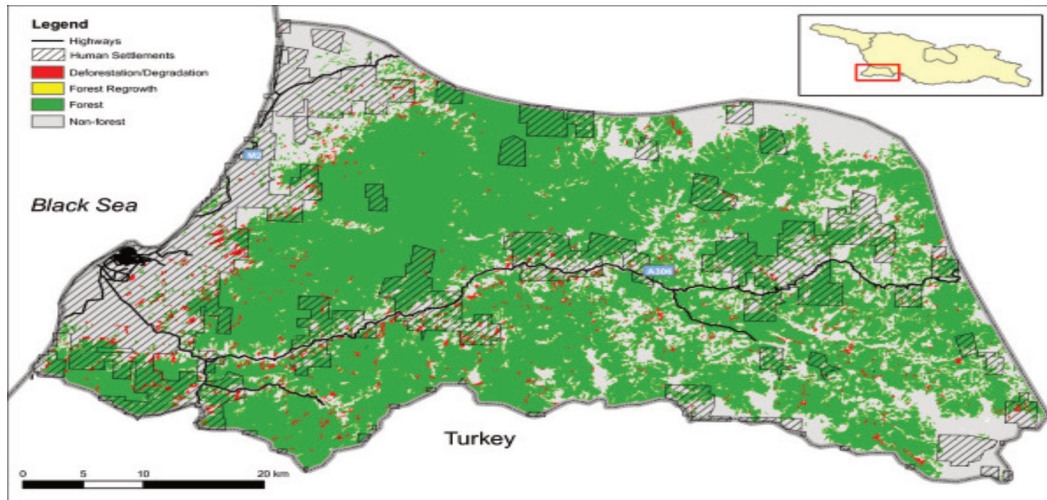 Legend
Highways
Human Settlements
Deforestation/Degradation
Forest Regrowth
Forest
Non-forest
M2
Black Sea
A306
Turkey
0 5 10 20 km